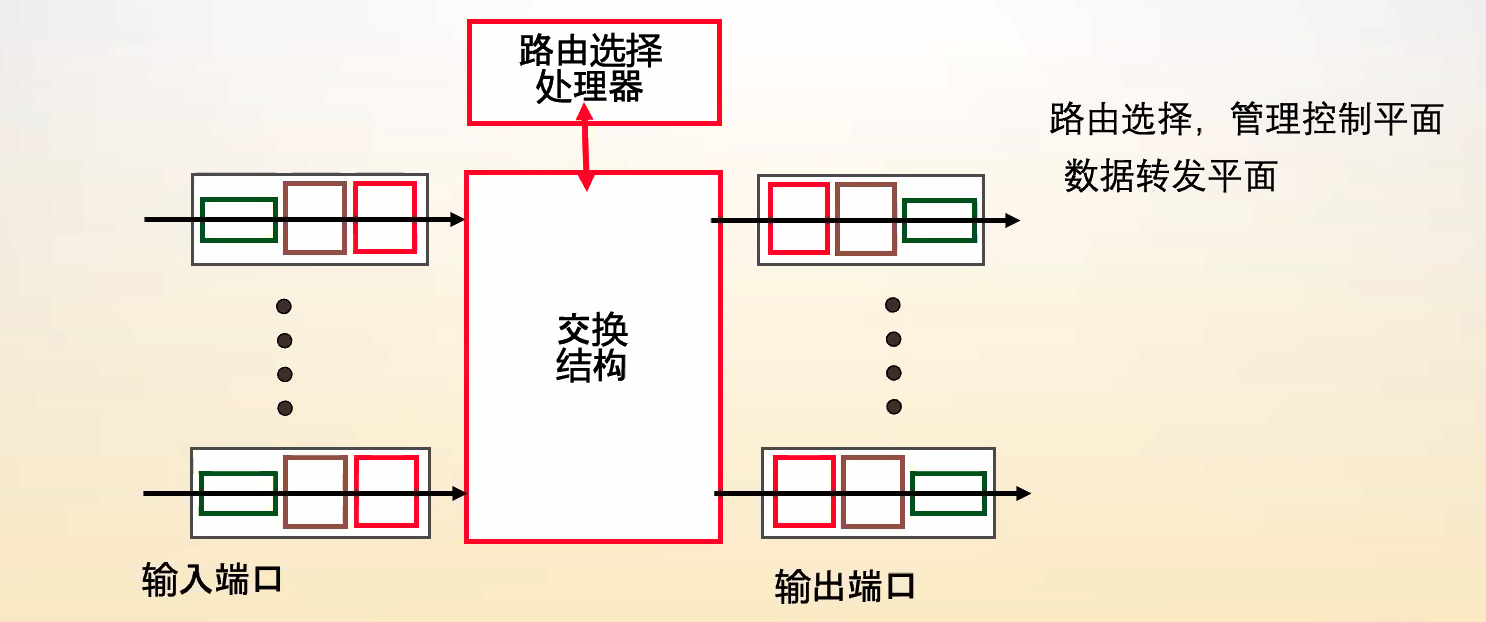 路由选择
处理器
路由选择，管理控制平面
数据转发平面
交换
结构
输入端口
输出端口